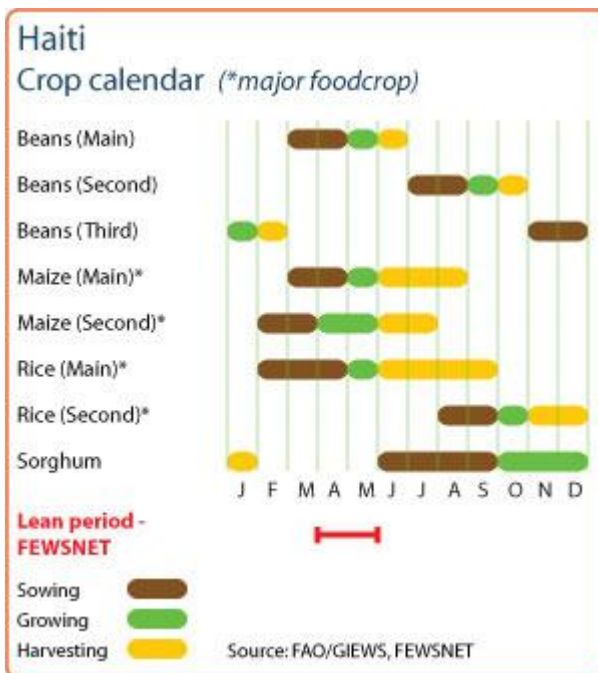 Haiti
Crop calendar (*major foodcrop)
Beans (Main)
Beans (Second)
Beans (Third)
Maize (Main)*
Maize (Second)*
Rice (Main)*
Rice (Second)*
Sorghum
J F M A M J J A S O N D
Lean period -
FEWSNET
Sowing
Growing
Harvesting
Source: FAO/GIEWS, FEWSNET